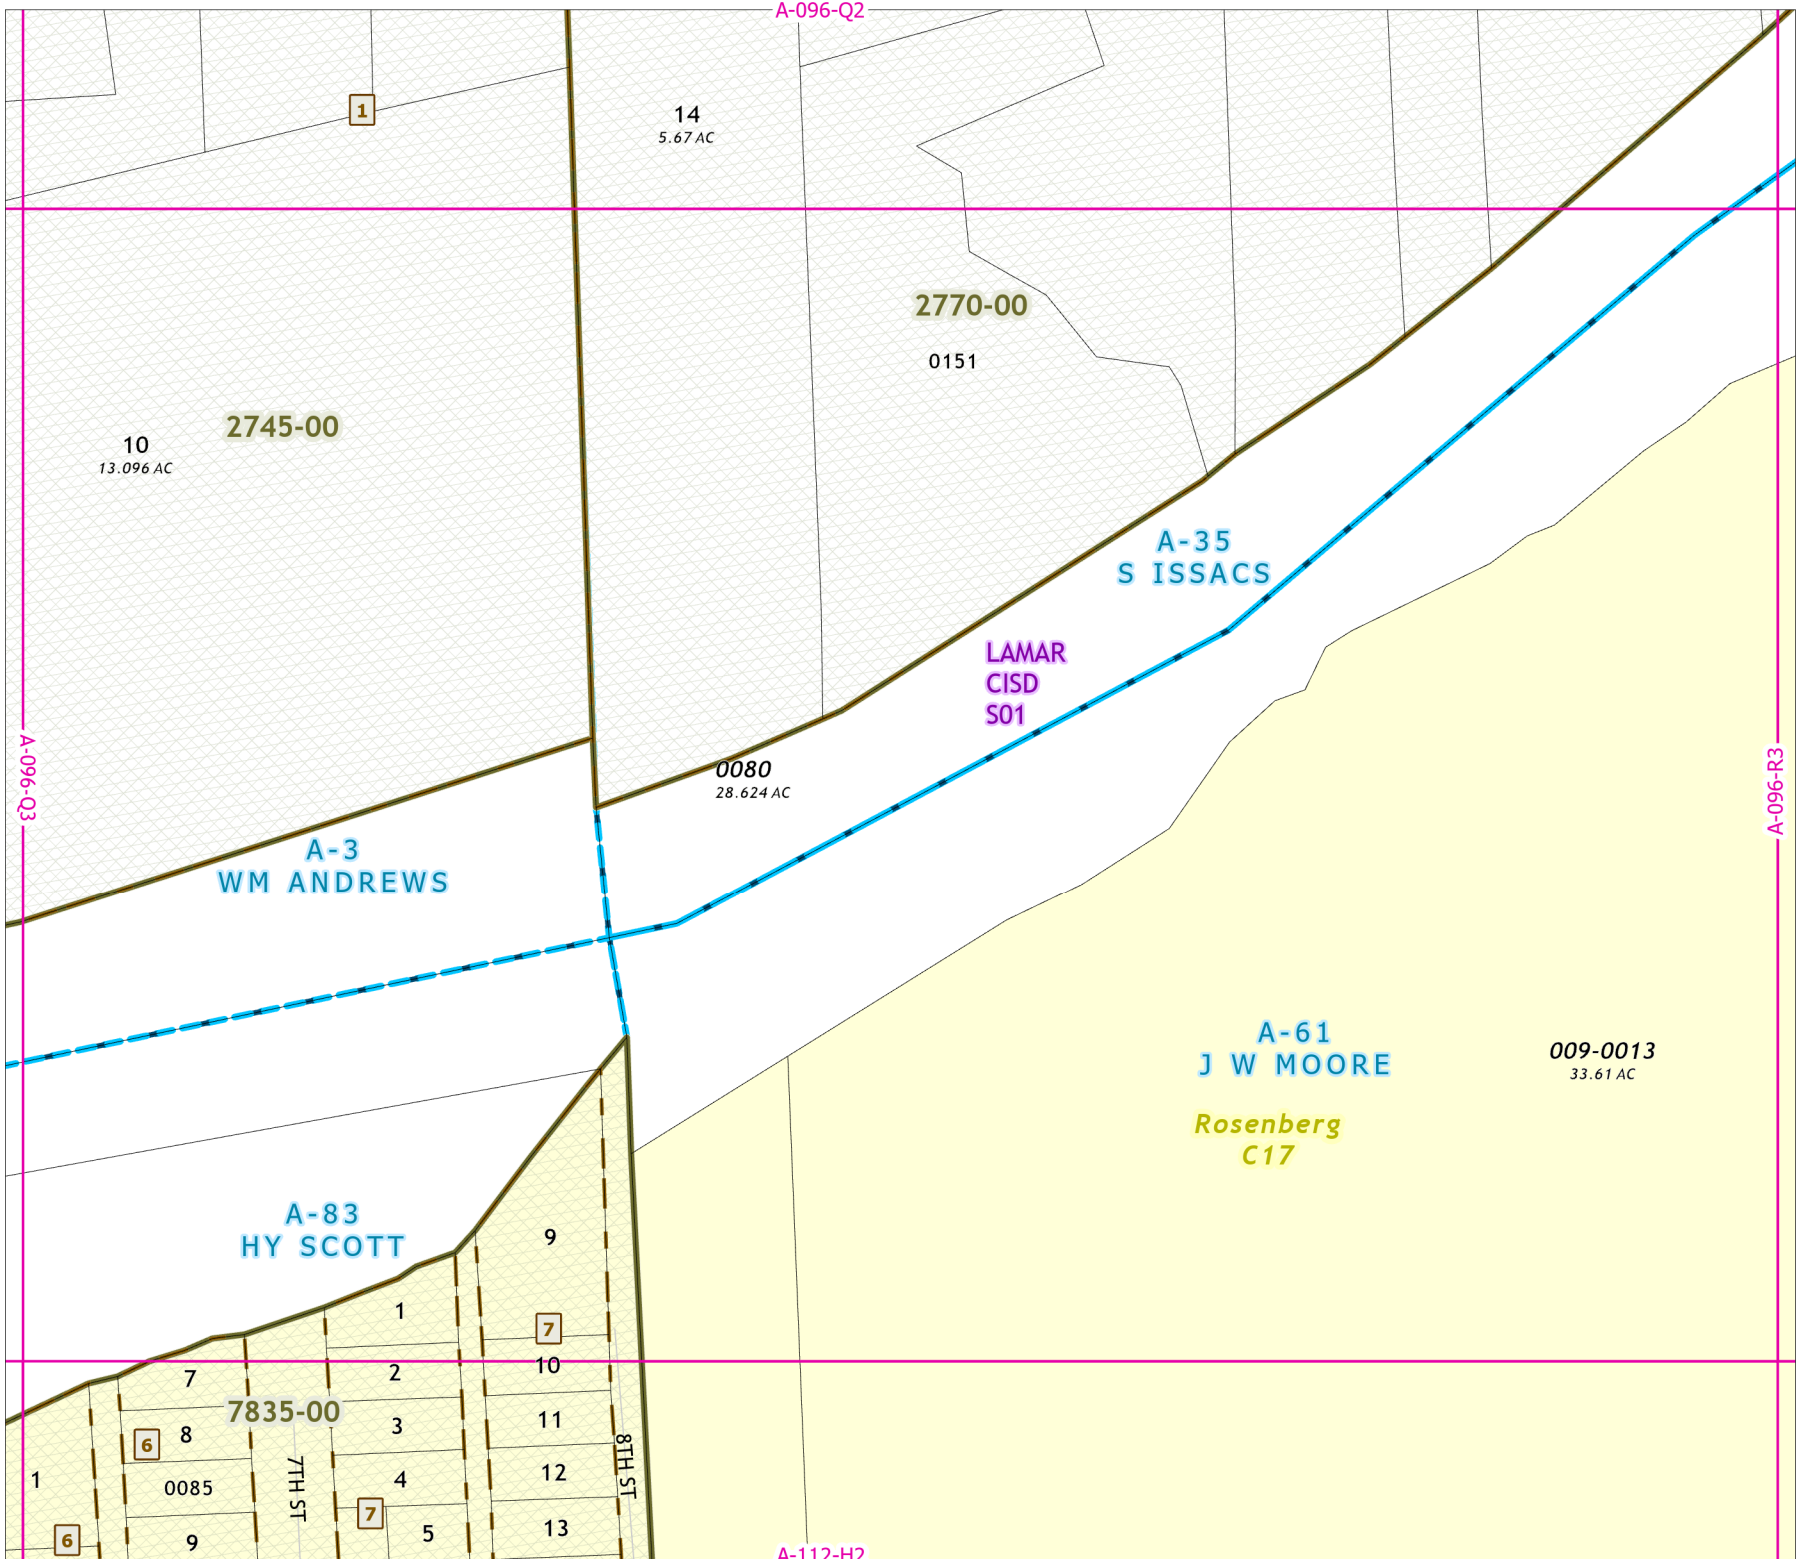 A-096-Q2
1
14
5.67 AC
2770-00
0151
2745-00
10
13.096 AC
A-35
S ISSACS
LAMAR
CISD
S01
A-096-Q3
A-096-R3
0080
28.624 AC
A-3
WM ANDREWS
A-61
J W MOORE
009-0013
33.61 AC
Rosenberg
C17
A-83
HY SCOTT
9
1
7
10
2
7
7835-00
11
3
8
6
12
4
1
0085
7TH ST
8TH ST
7
13
5
9
6
A-112-H2